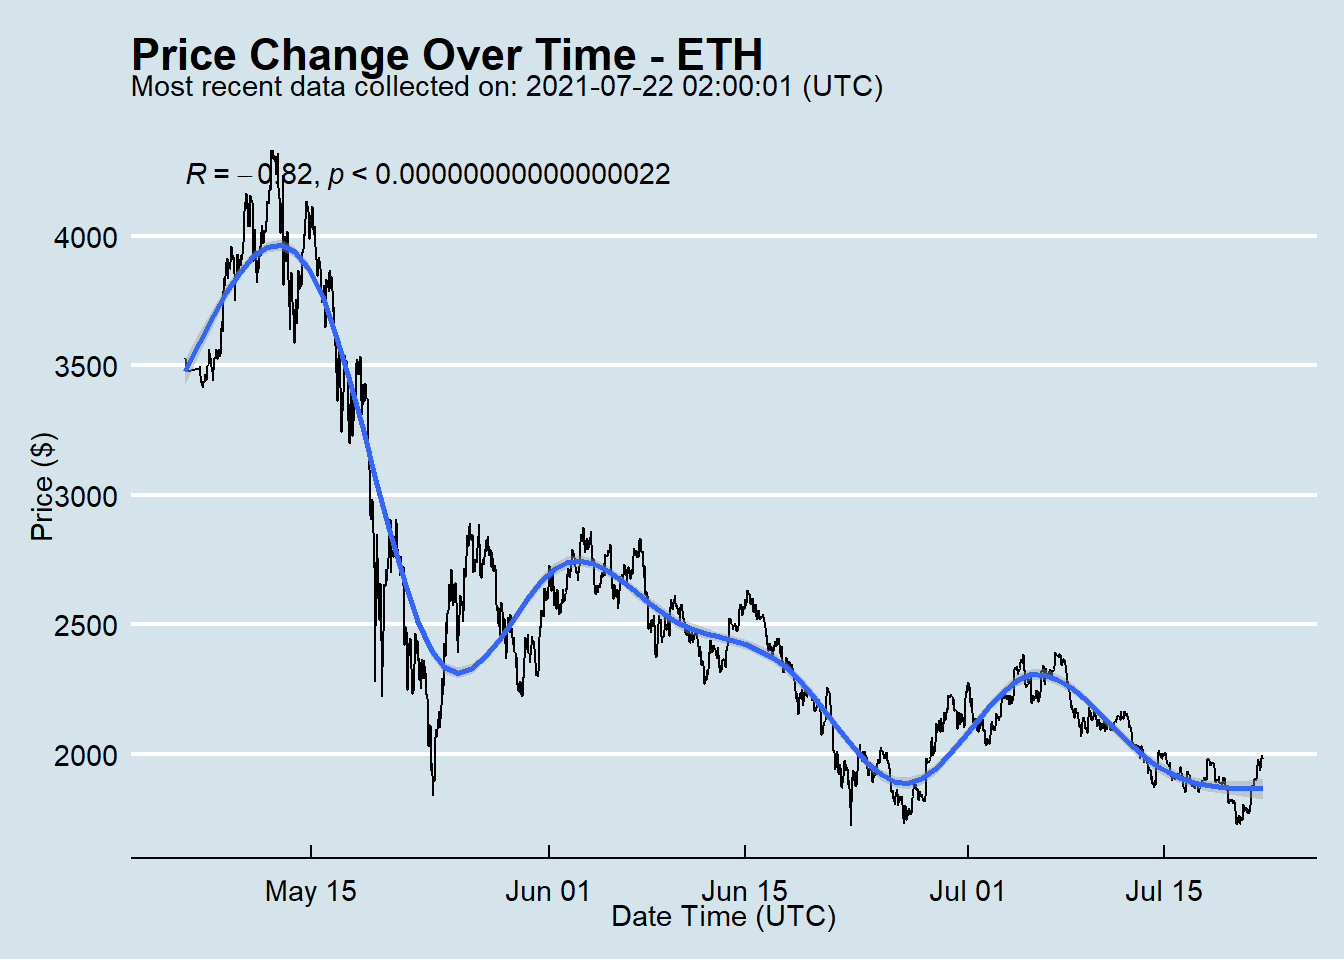 Price Change Over Time - ETH
Most recent data collected on: 2021-07-22 02:00:01 (UTC)
R = −0.82, p < 0.00000000000000022
4000
3500
3000
2500
2000
Price ($)
May 15
Jun 01
Jun 15
Jul 01
Jul 15
Date Time (UTC)